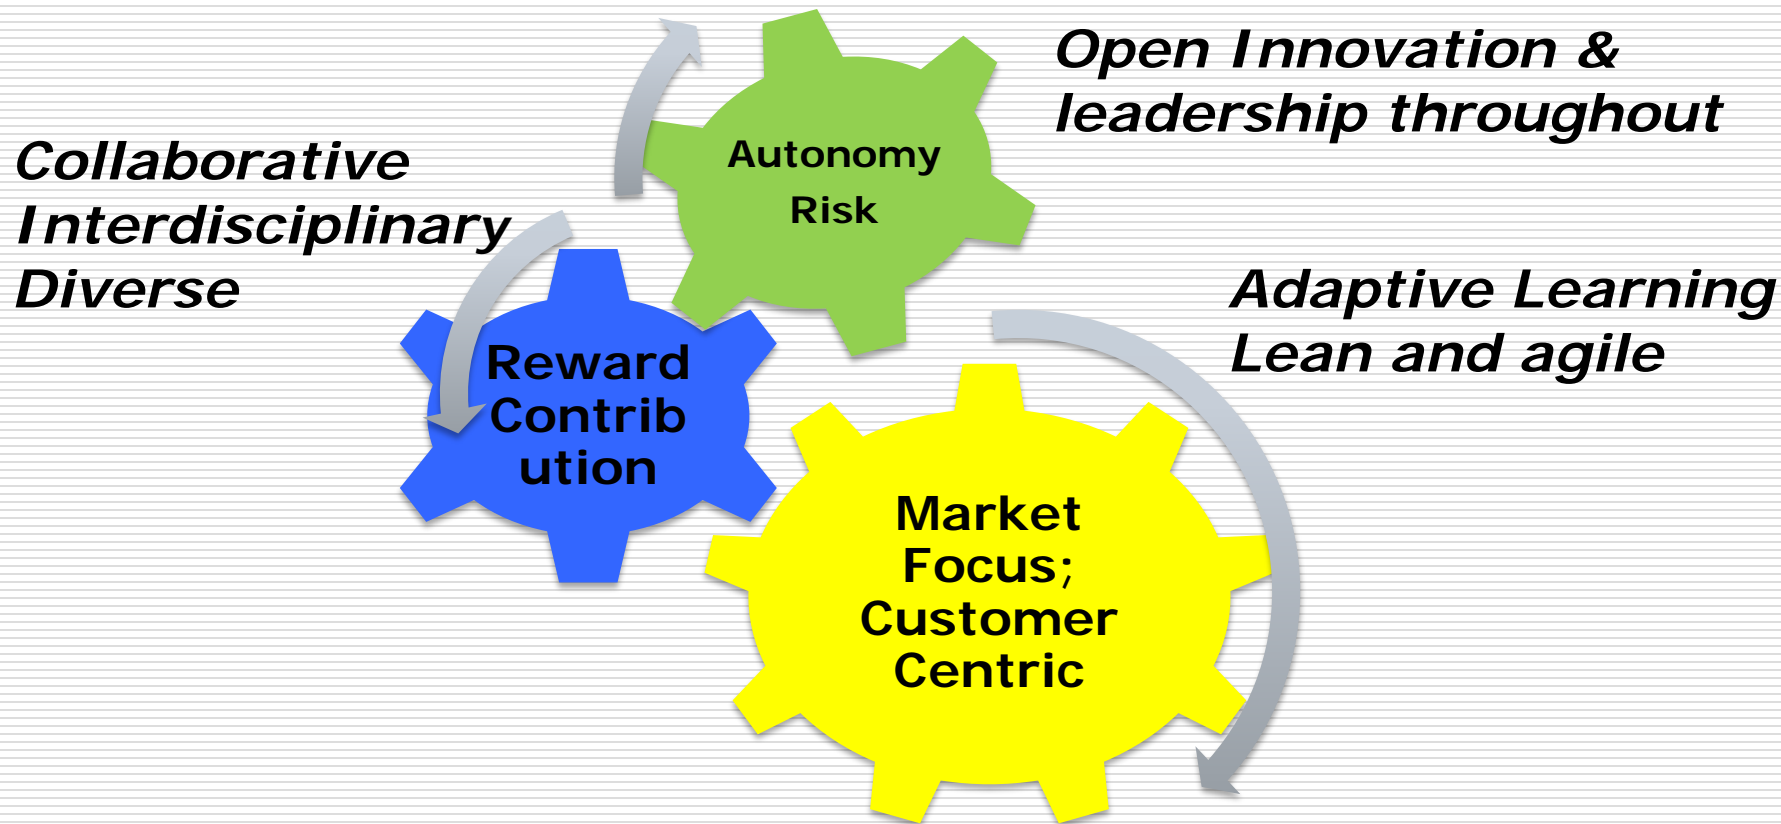 Open Innovation &
leadership throughout
Collaborative
Interdisciplinary
Diverse
Autonomy
Risk
Adaptive Learning
Lean and agile
Reward
Contrib
ution
Market
Focus;
Customer
Centric